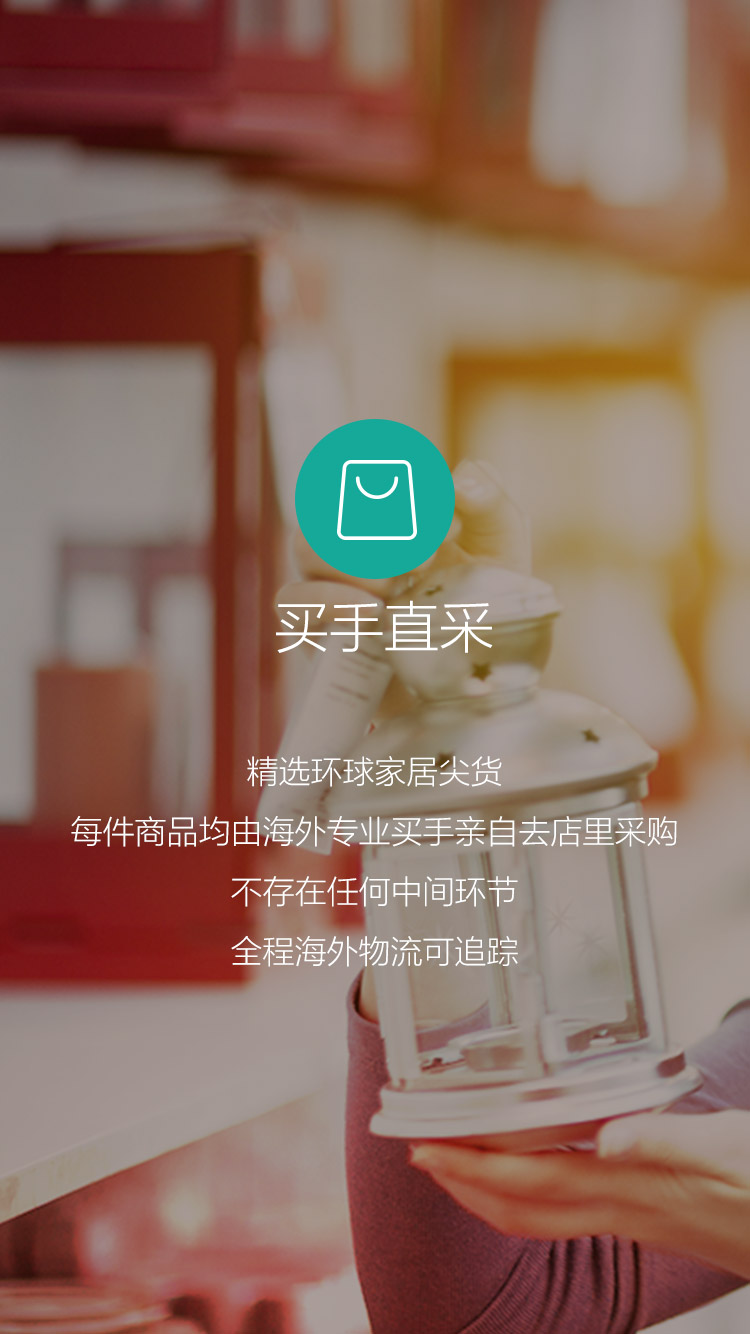 买手直采
精选环球家居尖货
每件商品均由海外专业买手亲自去店里采购
不存在任何中间环节
全程海外物流可追踪